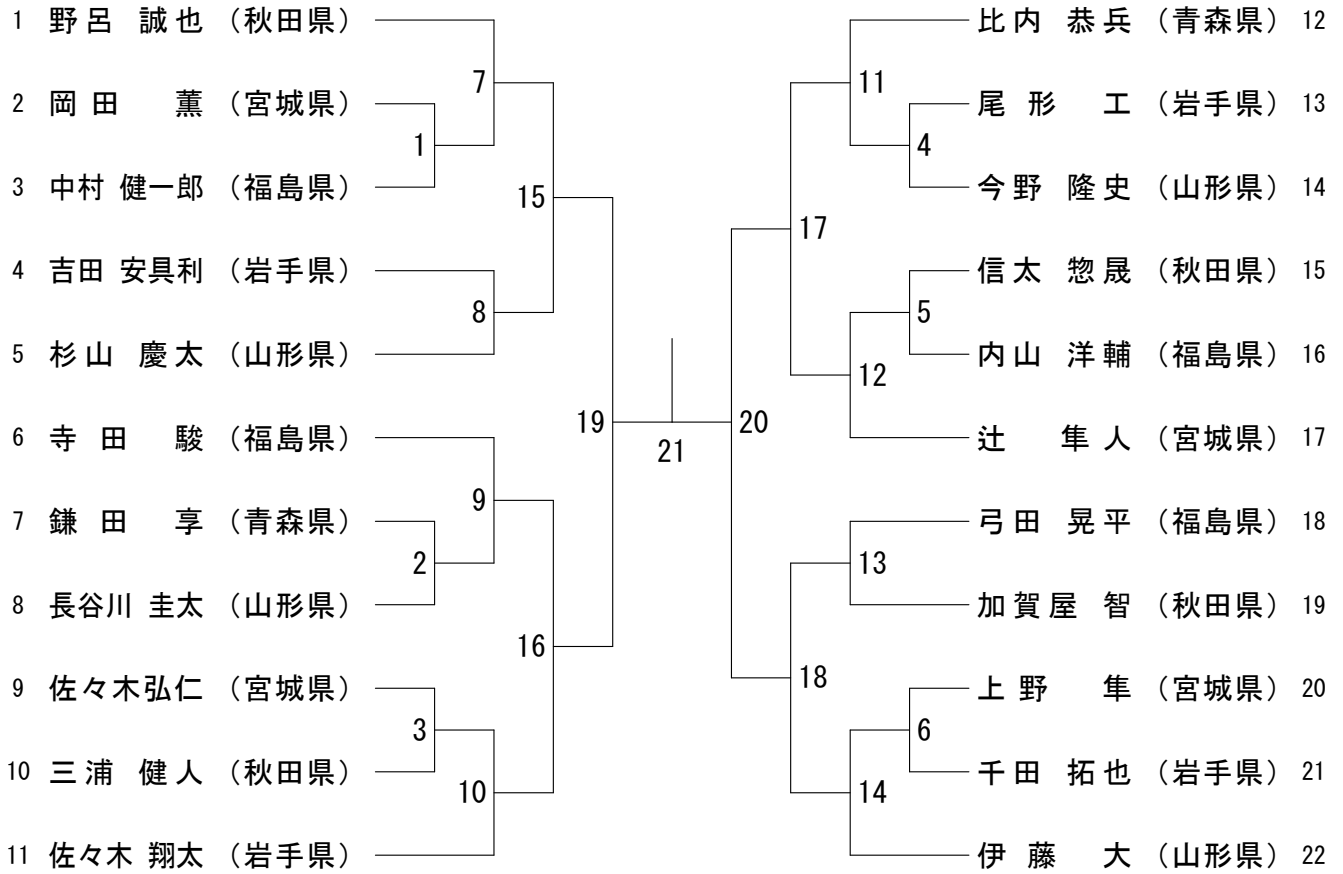 1 野呂 誠也 （秋田県）
2 岡田 薫 （宮城県）
3 中村 健一郎 （福島県）
4 吉田 安具利 （岩手県）
5 杉山 慶太 （山形県）
6 寺田 駿 （福島県）
7 鎌田 享 （青森県）
8 長谷川 圭太 （山形県）
9 佐々木弘仁 （宮城県）
10 三浦 健人 （秋田県）
11 佐々木 翔太 （岩手県）
1
2
3
7
8
9
10
15
16
19
21
20
17
18
11
12
13
14
4
5
6
比内 恭兵 （青森県） 12
尾形 工 （岩手県） 13
今野 隆史 （山形県） 14
信太 惣晟 （秋田県） 15
内山 洋輔 （福島県） 16
辻 隼人 （宮城県） 17
弓田 晃平 （福島県） 18
加賀屋 智 （秋田県） 19
上野 隼 （宮城県） 20
千田 拓也 （岩手県） 21
伊藤 大 （山形県） 22